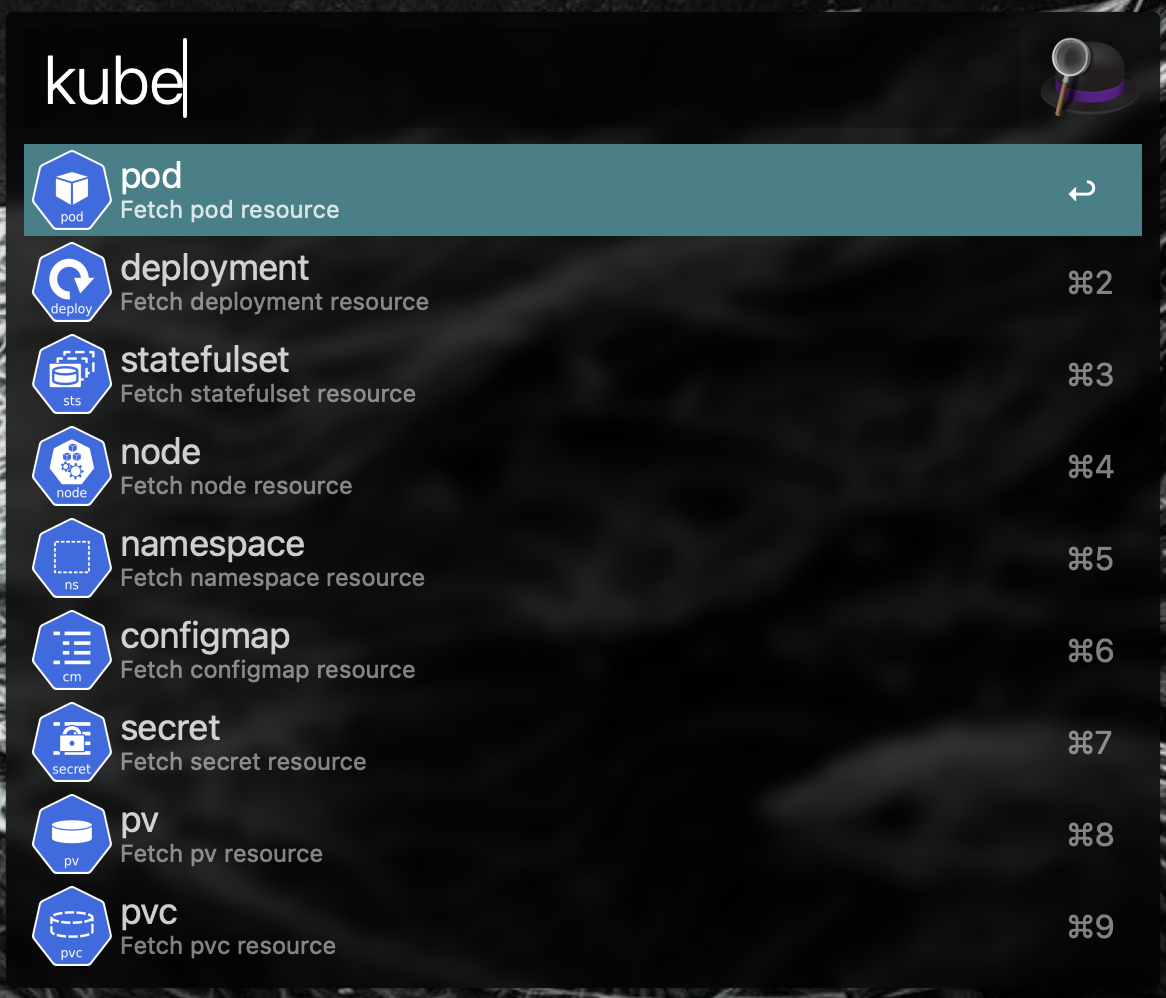 kube
pod
pod
Fetch pod resource
deploy
deployment
Fetch deployment resource
⌘2
sts
statefulset
Fetch statefulset resource
⌘3
node
node
Fetch node resource
⌘4
ns
namespace
Fetch namespace resource
⌘5
cm
configmap
Fetch configmap resource
⌘6
secret
secret
Fetch secret resource
⌘7
pv
pv
Fetch pv resource
⌘8
pvc
pvc
Fetch pvc resource
⌘9